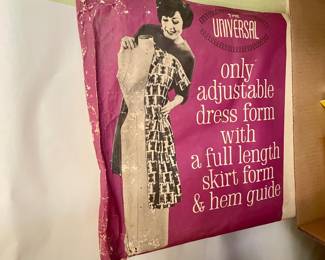 THE
UNIVERSAL
only
adjustable
dress form
with
a full length
skirt form
& hem guide